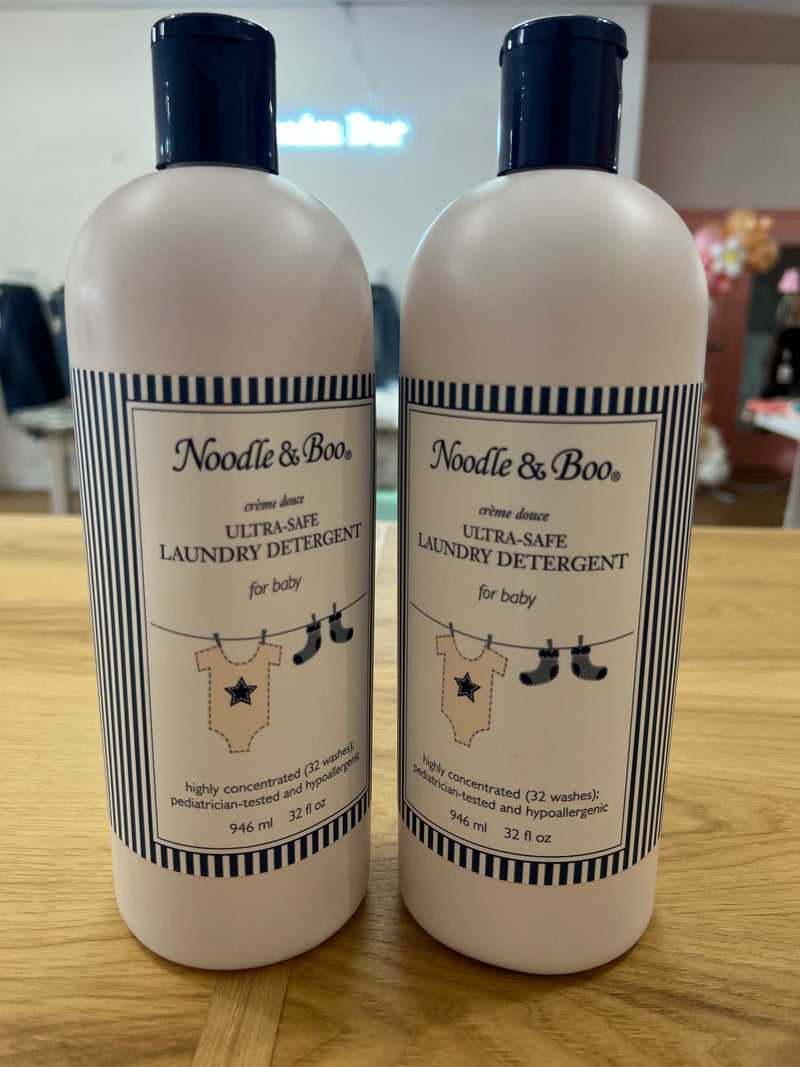 Noodle & Boo®
crème douce
ULTRA-SAFE
LAUNDRY DETERGENT
for baby
highly concentrated (32 washes);
pediatrician-tested and hypoallergenic
946 ml 32 fl oz
Noodle & Boo®
crème douce
ULTRA-SAFE
LAUNDRY DETERGENT
for baby
highly concentrated (32 washes);
pediatrician-tested and hypoallergenic
946 ml 32 fl oz